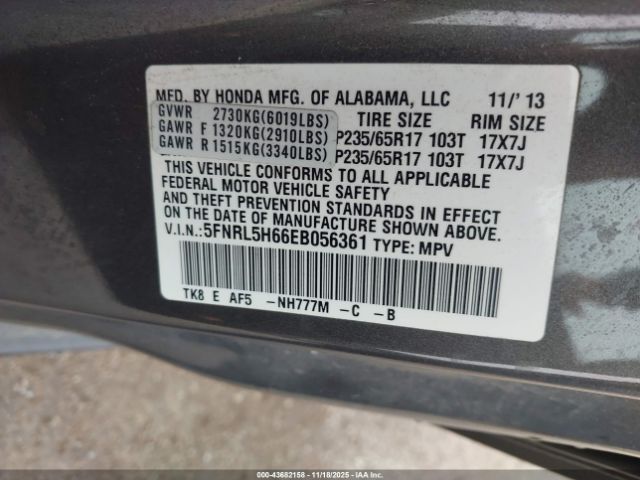 MFD. BY HONDA MFG. OF ALABAMA, LLC 11/' 13
GVWR 2730KG(6019LBS) TIRE SIZE RIM SIZE
GAWR F 1320KG(2910LBS) P235/65R17 103T 17X7J
GAWR R 1515KG(3340LBS) P235/65R17 103T 17X7J
THIS VEHICLE CONFORMS TO ALL APPLICABLE
FEDERAL MOTOR VEHICLE SAFETY
AND THEFT PREVENTION STANDARDS IN EFFECT
ON THE DATE OF MANUFACTURE SHOWN ABOVE.
V.I.N.: 5FNRL5H66EB056361 TYPE: MPV
TK8 E AF5 -NH777M -C -B
000-43682158 - 11/18/2025 - IAAI.CA